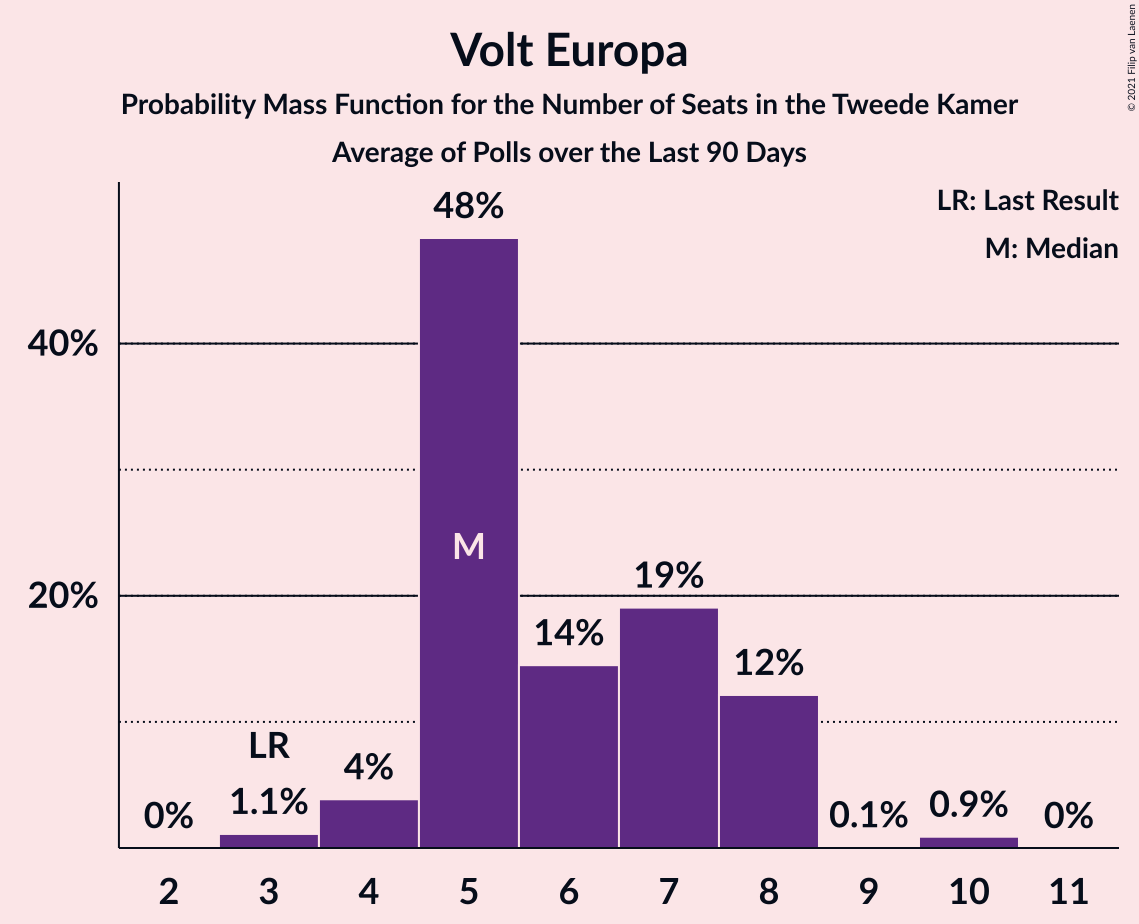 Volt Europa
Probability Mass Function for the Number of Seats in the Tweede Kamer
Average of Polls over the Last 90 Days
© 2021 Filip van Laenen
LR: Last Result
M: Median
48%
40%
M
19%
20%
14%
12%
LR
4%
0%
1.1%
0.1%
0.9%
0%
2 3 4 5 6 7 8 9 10 11